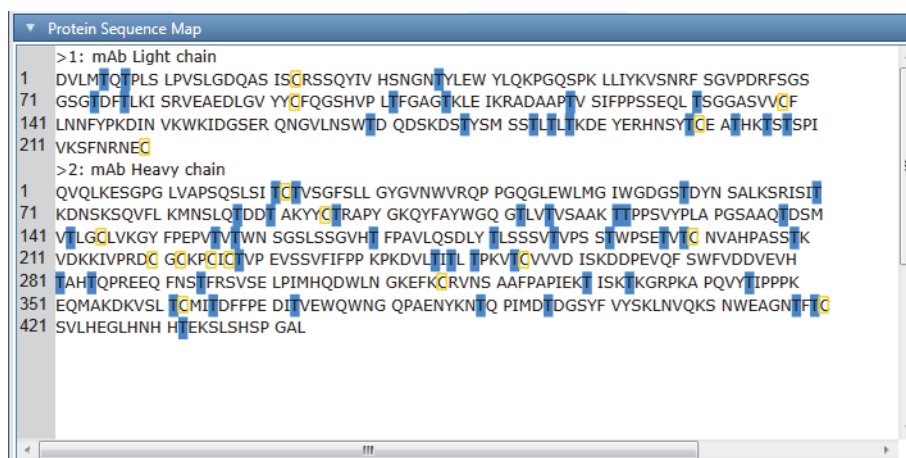 Protein Sequence Map
>1: mAb Light chain
1 DVLMTQTPLS LPVSLGDQAS ISCRSSQYIV HSNGNTYLEW YLQKPGQSPK LLIYKVSNRF SGVPDRFSGS
71 GSGTDFTLKI SRVEAEDLGV YYCFQGSHVP LTFGAGTKLE IKRADAAPTV SIFPPSSEQL TSGGASVVCF
141 LNNFYPKDIN VKWKIDGSER QNGVLNSWTD QDSKDSTYSM SSTLTLTKDE YERHNSYTCE ATHKTSTSPI
211 VKSFNRNEC
>2: mAb Heavy chain
1 QVQLKESGPG LVAPSQSLSI TCTVSGFSLL GYGVNWVRQP PGQGLEWLMG IWGDGSTDYN SALKSRISIT
71 KDNSKSQVFL KMNSLQTDDT AKYYCTRAPY GKQYFAYWGQ GTLVTVSAAK TTPPSVYPLA PGSAAQTDSM
141 VTLGCLVKGY FPEPVTVTWN SGSLSSGVHT FPAVLQSDLY TLSSSVTVPS STWPSETVTC NVAHPASSTK
211 VDKKIVPRDC GCKPCICTVP EVSSVFIFPP KPKDVLTITL TPKVTCVVVD ISKDDPEVQF SWFVDDVEVH
281 TAHTQPREEQ FNSTFRSVSE LPIMHQDWLN GKEFKCRVNS AAFPAPIEKT ISKTKGRPKA PQVYTIPPPK
351 EQMAKDKVSL TCMITDFFPE DITVEWQWNG QPAENYKNTQ PIMDTDGSYF VYSKLNVQKS NWEAGNTFTC
421 SVLHEGLHNH HTEKSLSHSP GAL